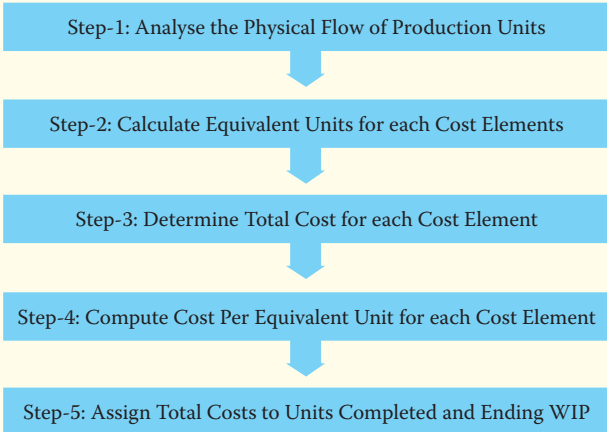 Step-1: Analyse the Physical Flow of Production Units
Step-2: Calculate Equivalent Units for each Cost Elements
Step-3: Determine Total Cost for each Cost Element
Step-4: Compute Cost Per Equivalent Unit for each Cost Element
Step-5: Assign Total Costs to Units Completed and Ending WIP